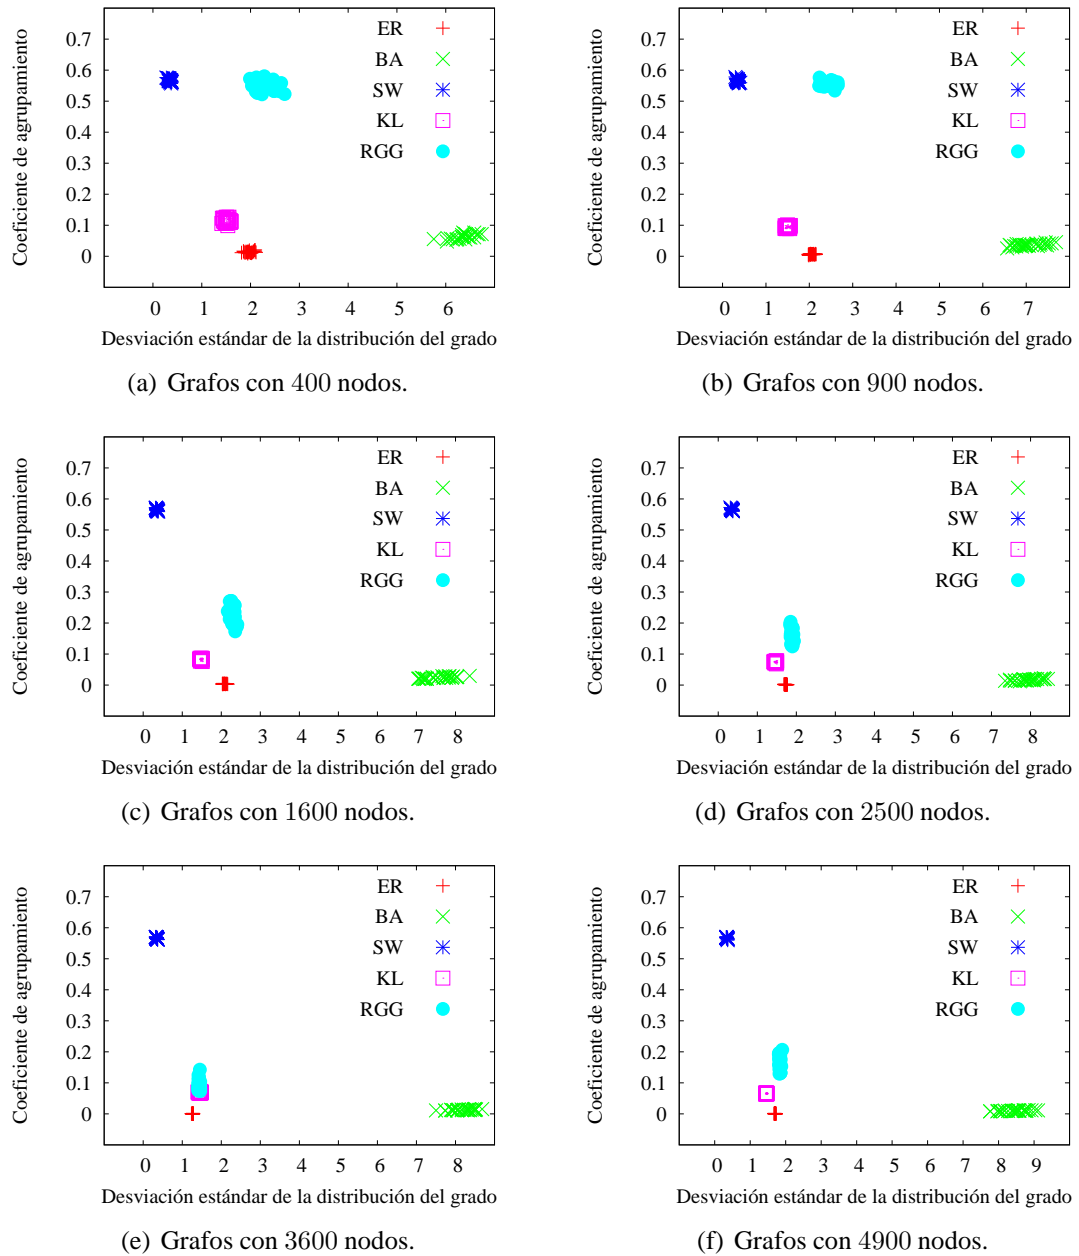 Coeficiente de agrupamiento
0.7
0.6
0.5
0.4
0.3
0.2
0.1
0
ER
BA
SW
KL
RGG
0 1 2 3 4 5 6
Desviación estándar de la distribución del grado
(a) Grafos con 400 nodos.
Coeficiente de agrupamiento
0.7
0.6
0.5
0.4
0.3
0.2
0.1
0
ER
BA
SW
KL
RGG
0 1 2 3 4 5 6 7
Desviación estándar de la distribución del grado
(b) Grafos con 900 nodos.
Coeficiente de agrupamiento
0.7
0.6
0.5
0.4
0.3
0.2
0.1
0
ER
BA
SW
KL
RGG
0 1 2 3 4 5 6 7 8
Desviación estándar de la distribución del grado
(c) Grafos con 1600 nodos.
Coeficiente de agrupamiento
0.7
0.6
0.5
0.4
0.3
0.2
0.1
0
ER
BA
SW
KL
RGG
0 1 2 3 4 5 6 7 8
Desviación estándar de la distribución del grado
(d) Grafos con 2500 nodos.
Coeficiente de agrupamiento
0.7
0.6
0.5
0.4
0.3
0.2
0.1
0
ER
BA
SW
KL
RGG
0 1 2 3 4 5 6 7 8
Desviación estándar de la distribución del grado
(e) Grafos con 3600 nodos.
Coeficiente de agrupamiento
0.7
0.6
0.5
0.4
0.3
0.2
0.1
0
ER
BA
SW
KL
RGG
0 1 2 3 4 5 6 7 8 9
Desviación estándar de la distribución del grado
(f) Grafos con 4900 nodos.